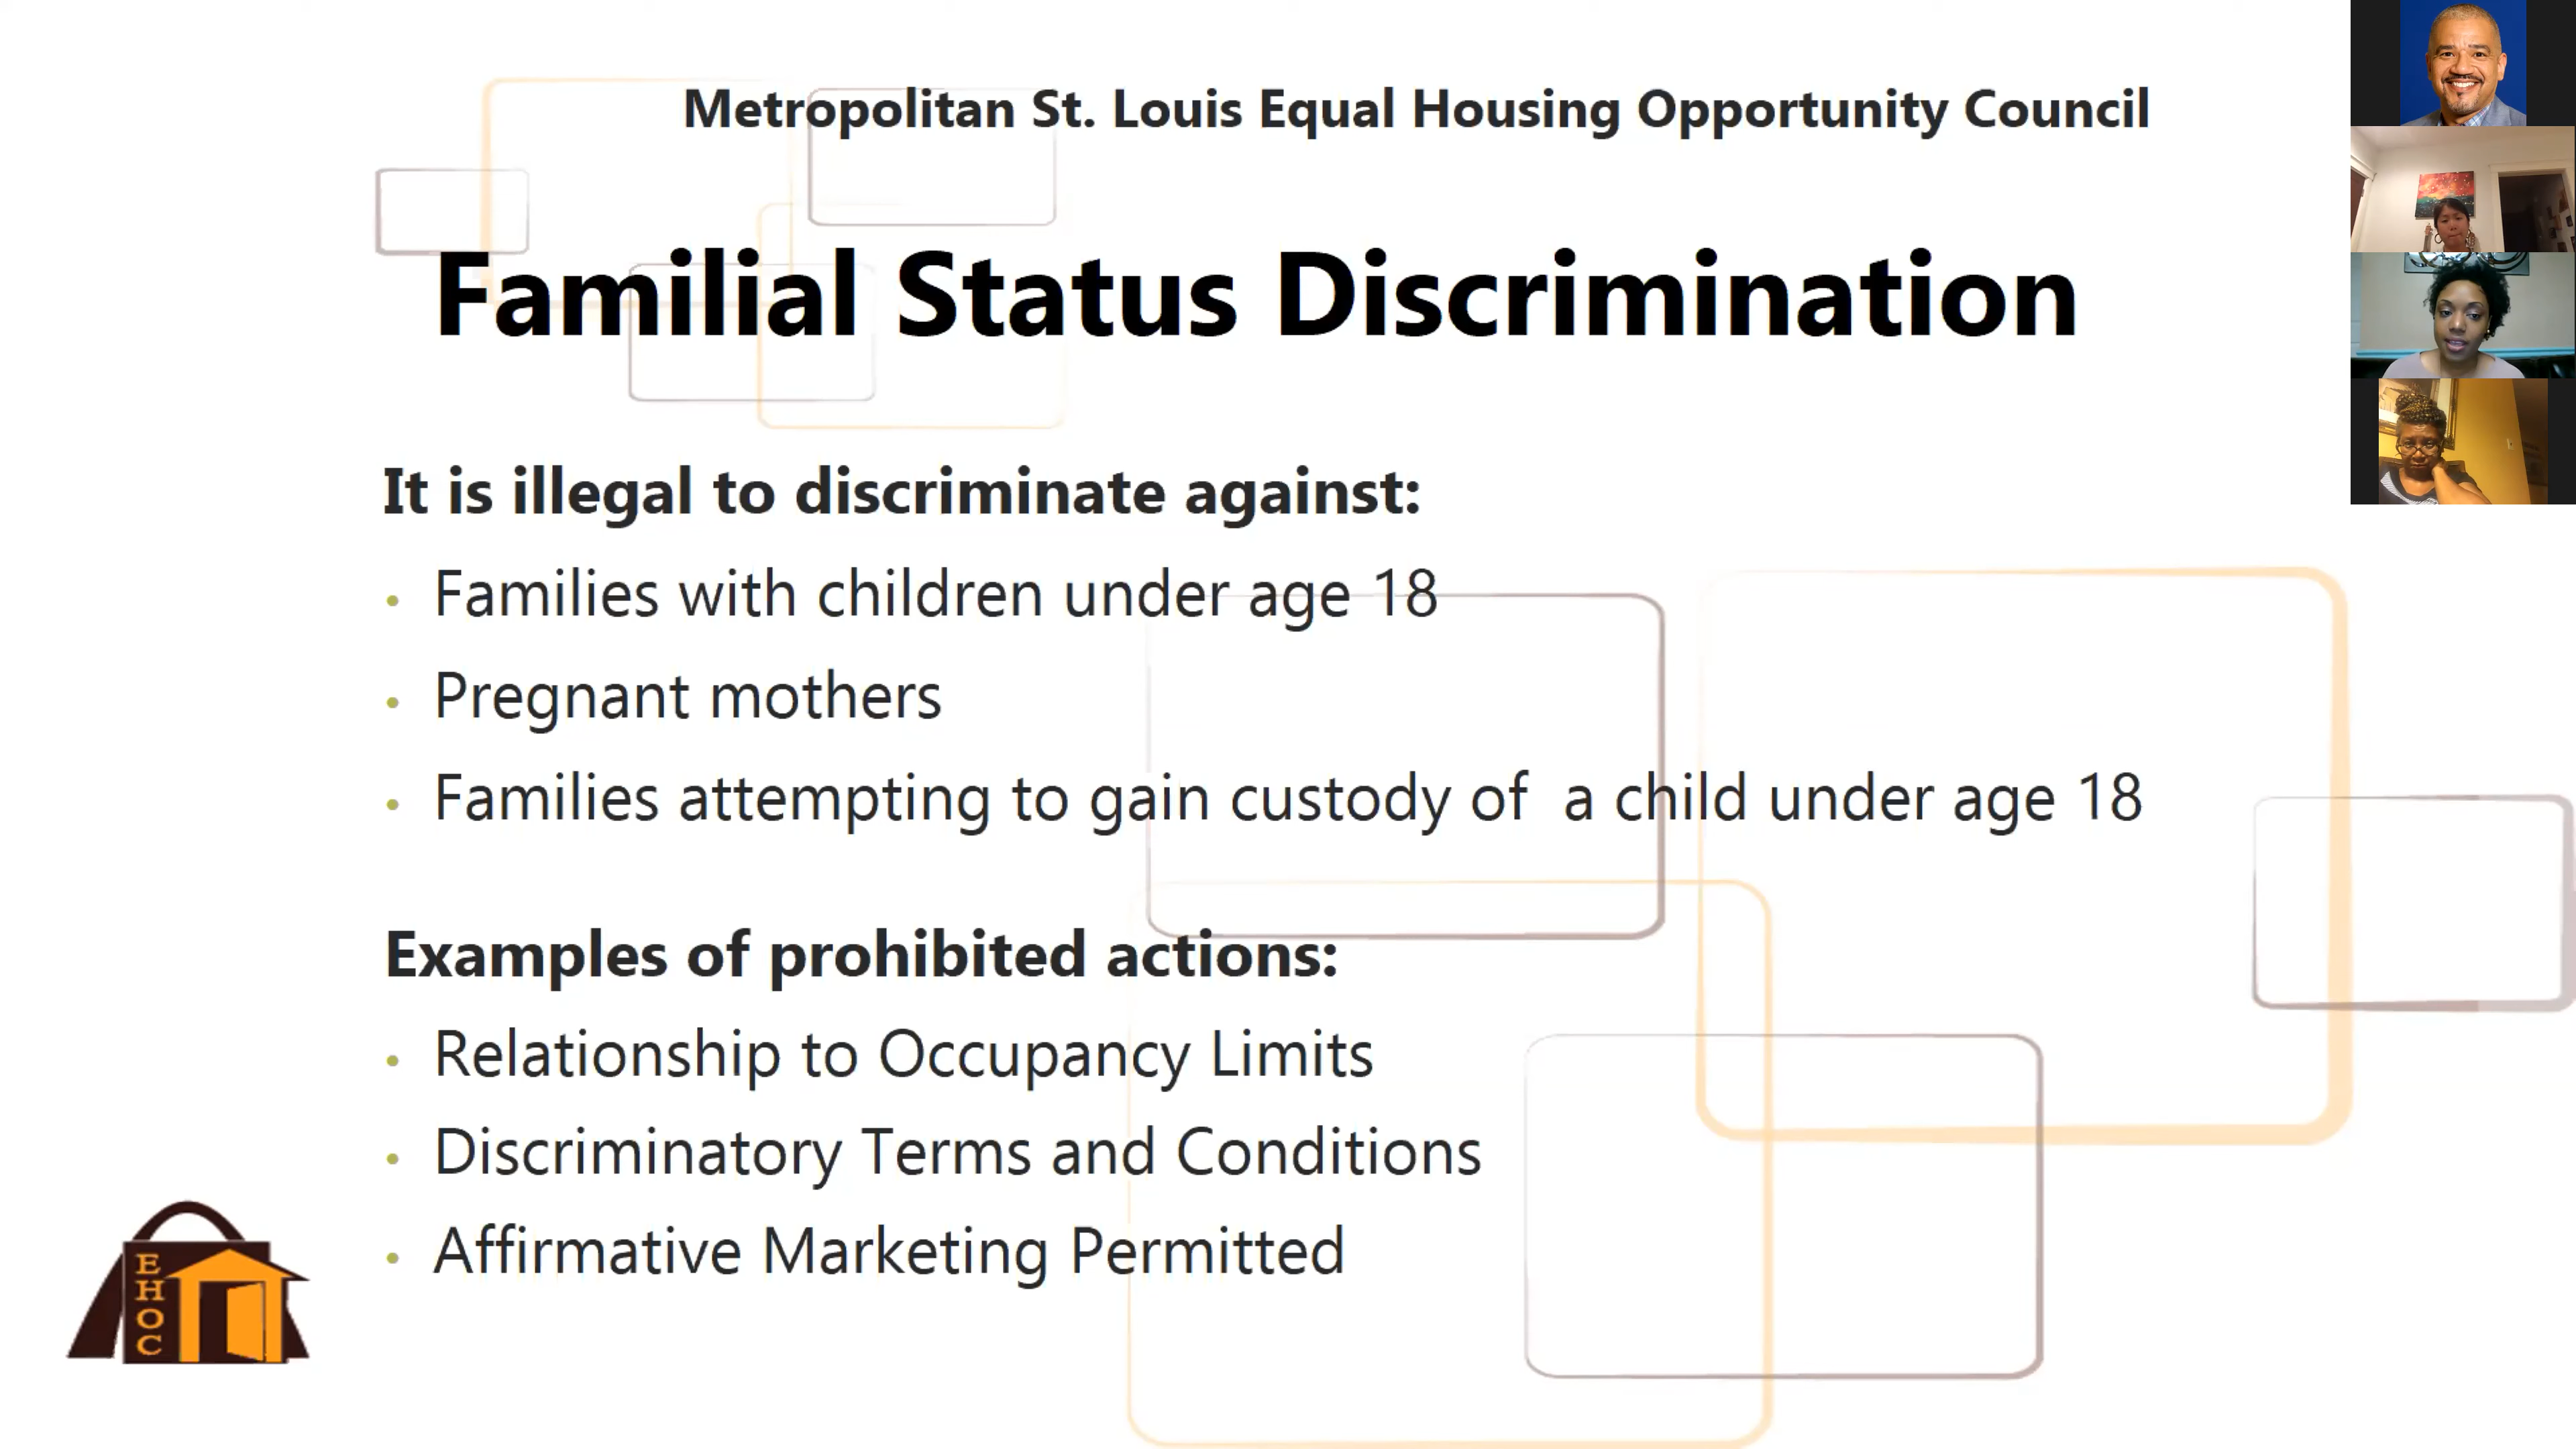 Metropolitan St. Louis Equal Housing Opportunity Council
Familial Status Discrimination
It is illegal to discriminate against:
• Families with children under age 18
• Pregnant mothers
• Families attempting to gain custody of a child under age 18
Examples of prohibited actions:
• Relationship to Occupancy Limits
• Discriminatory Terms and Conditions
• Affirmative Marketing Permitted
EHOC